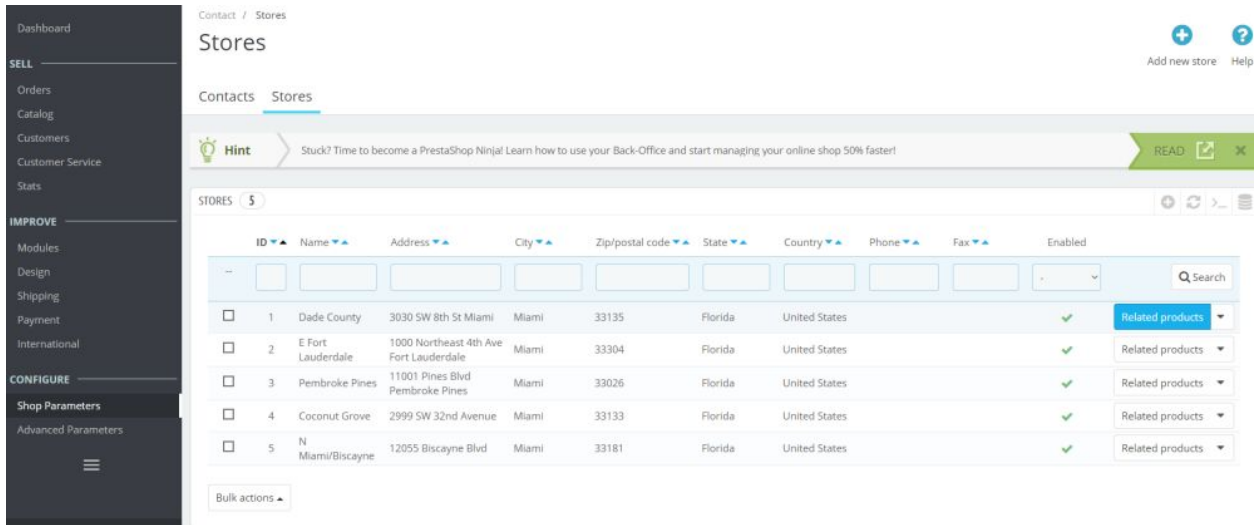 Dashboard
SELL
Orders
Catalog
Customers
Customer Service
Stats
IMPROVE
Modules
Design
Shipping
Payment
International
CONFIGURE
Shop Parameters
Advanced Parameters
Contact / Stores
Stores
Add new store Help
Contacts Stores
Hint Stuck? Time to become a PrestaShop Ninja! Learn how to use your Back-Office and start managing your online shop 50% faster! READ
STORES 5
ID Name Address City Zip/postal code State Country Phone Fax Enabled
-- - Search
1 Dade County 3030 SW 8th St Miami Miami 33135 Florida United States Related products
2 E Fort Lauderdale 1000 Northeast 4th Ave Fort Lauderdale Miami 33304 Florida United States Related products
3 Pembroke Pines 11001 Pines Blvd Pembroke Pines Miami 33026 Florida United States Related products
4 Coconut Grove 2999 SW 32nd Avenue Miami 33133 Florida United States Related products
5 N Miami/Biscayne 12055 Biscayne Blvd Miami 33181 Florida United States Related products
Bulk actions